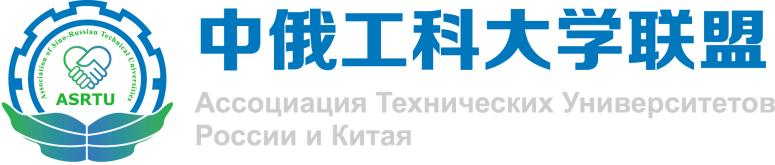 Association of Sino-Russian Technical Universities
ASRTU
中俄工科大学联盟
Ассоциация Технических Университетов
России и Китая